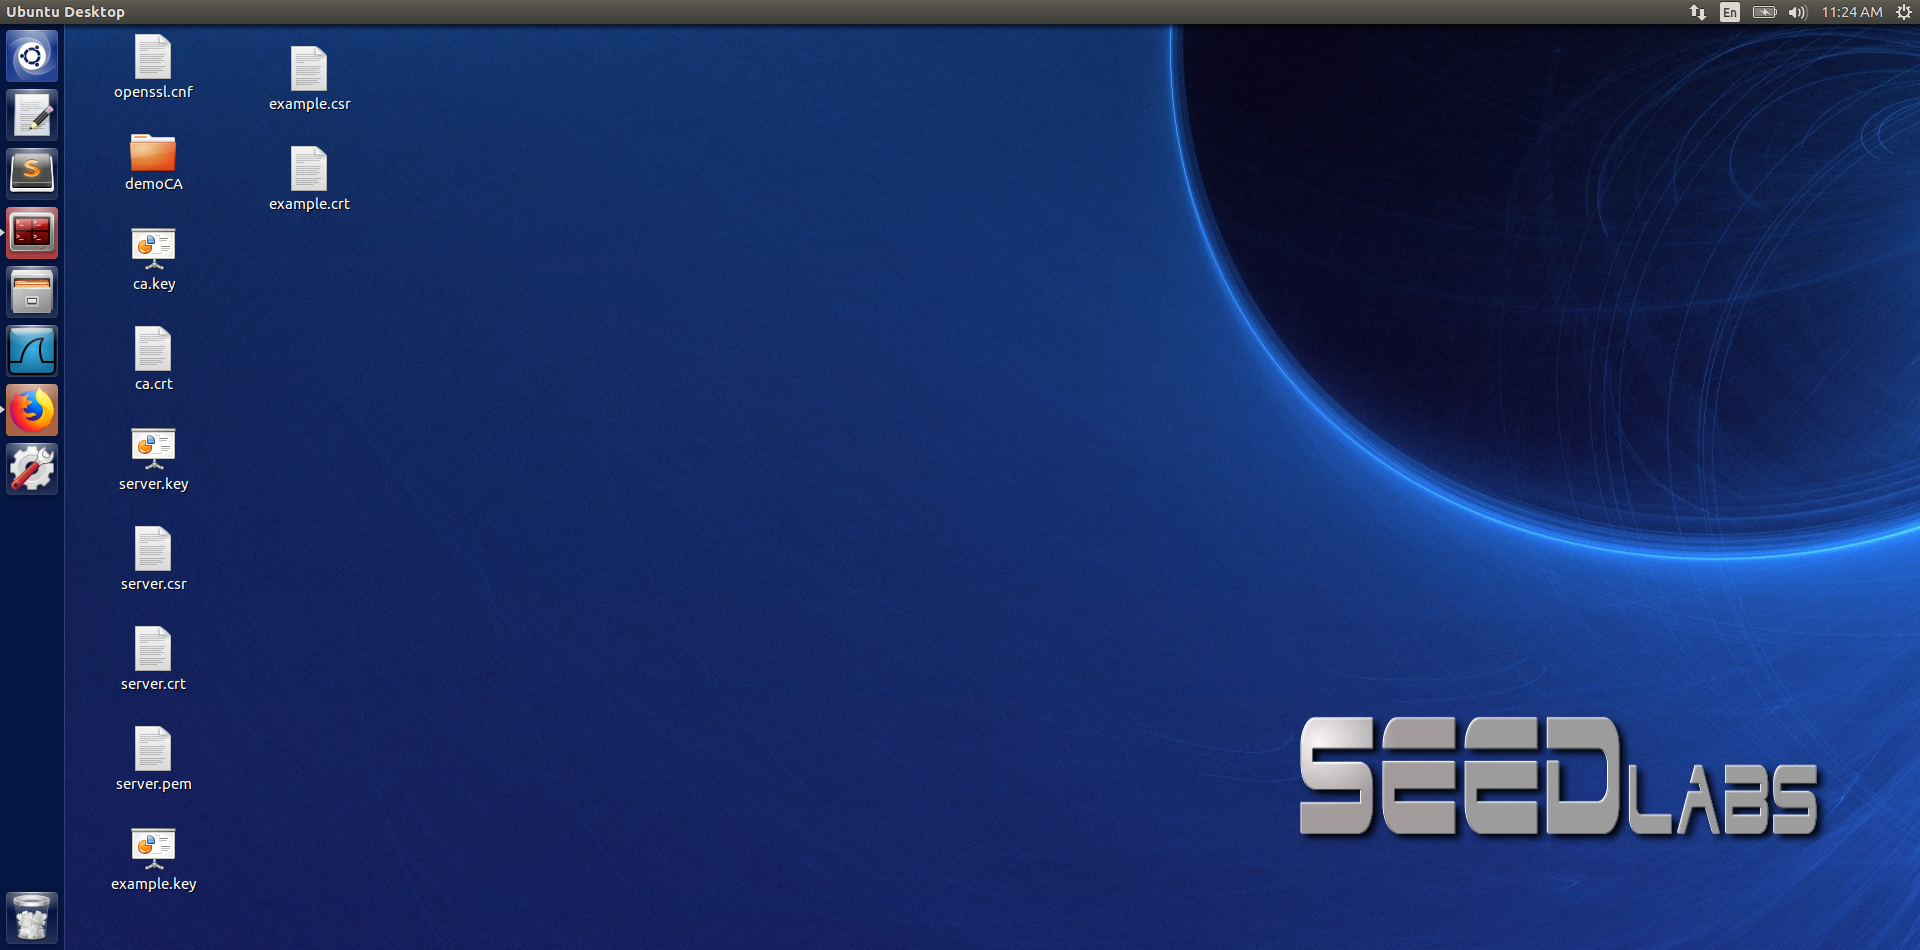 Ubuntu Desktop
En
11:24 AM
openssl.cnf
example.csr
demoCA
example.crt
ca.key
ca.crt
server.key
server.csr
server.crt
server.pem
example.key
S
SEEDLABS